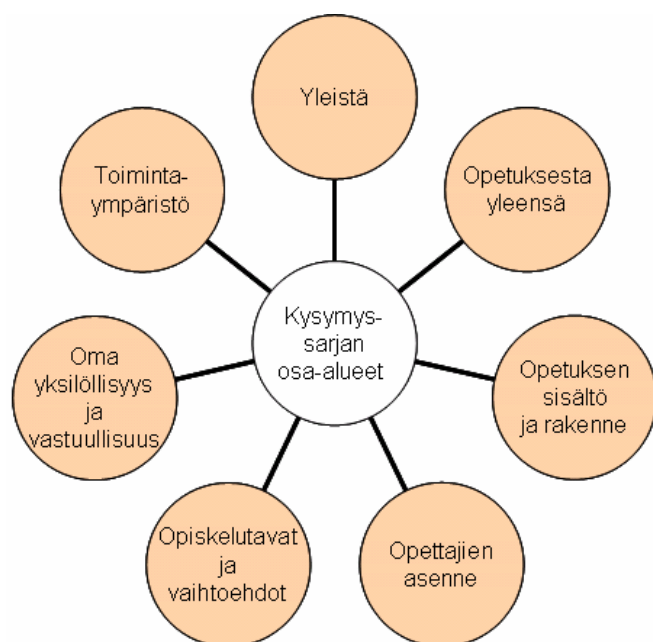 Yleistä
Toiminta-
ympäristö
Opetuksesta
yleensä
Kysymys-
sarjan
osa-alueet
Oma
yksilöllisyys
ja
vastuullisuus
Opetuksen
sisältö
ja rakenne
Opiskelutavat
ja
vaihtoehdot
Opettajien
asenne